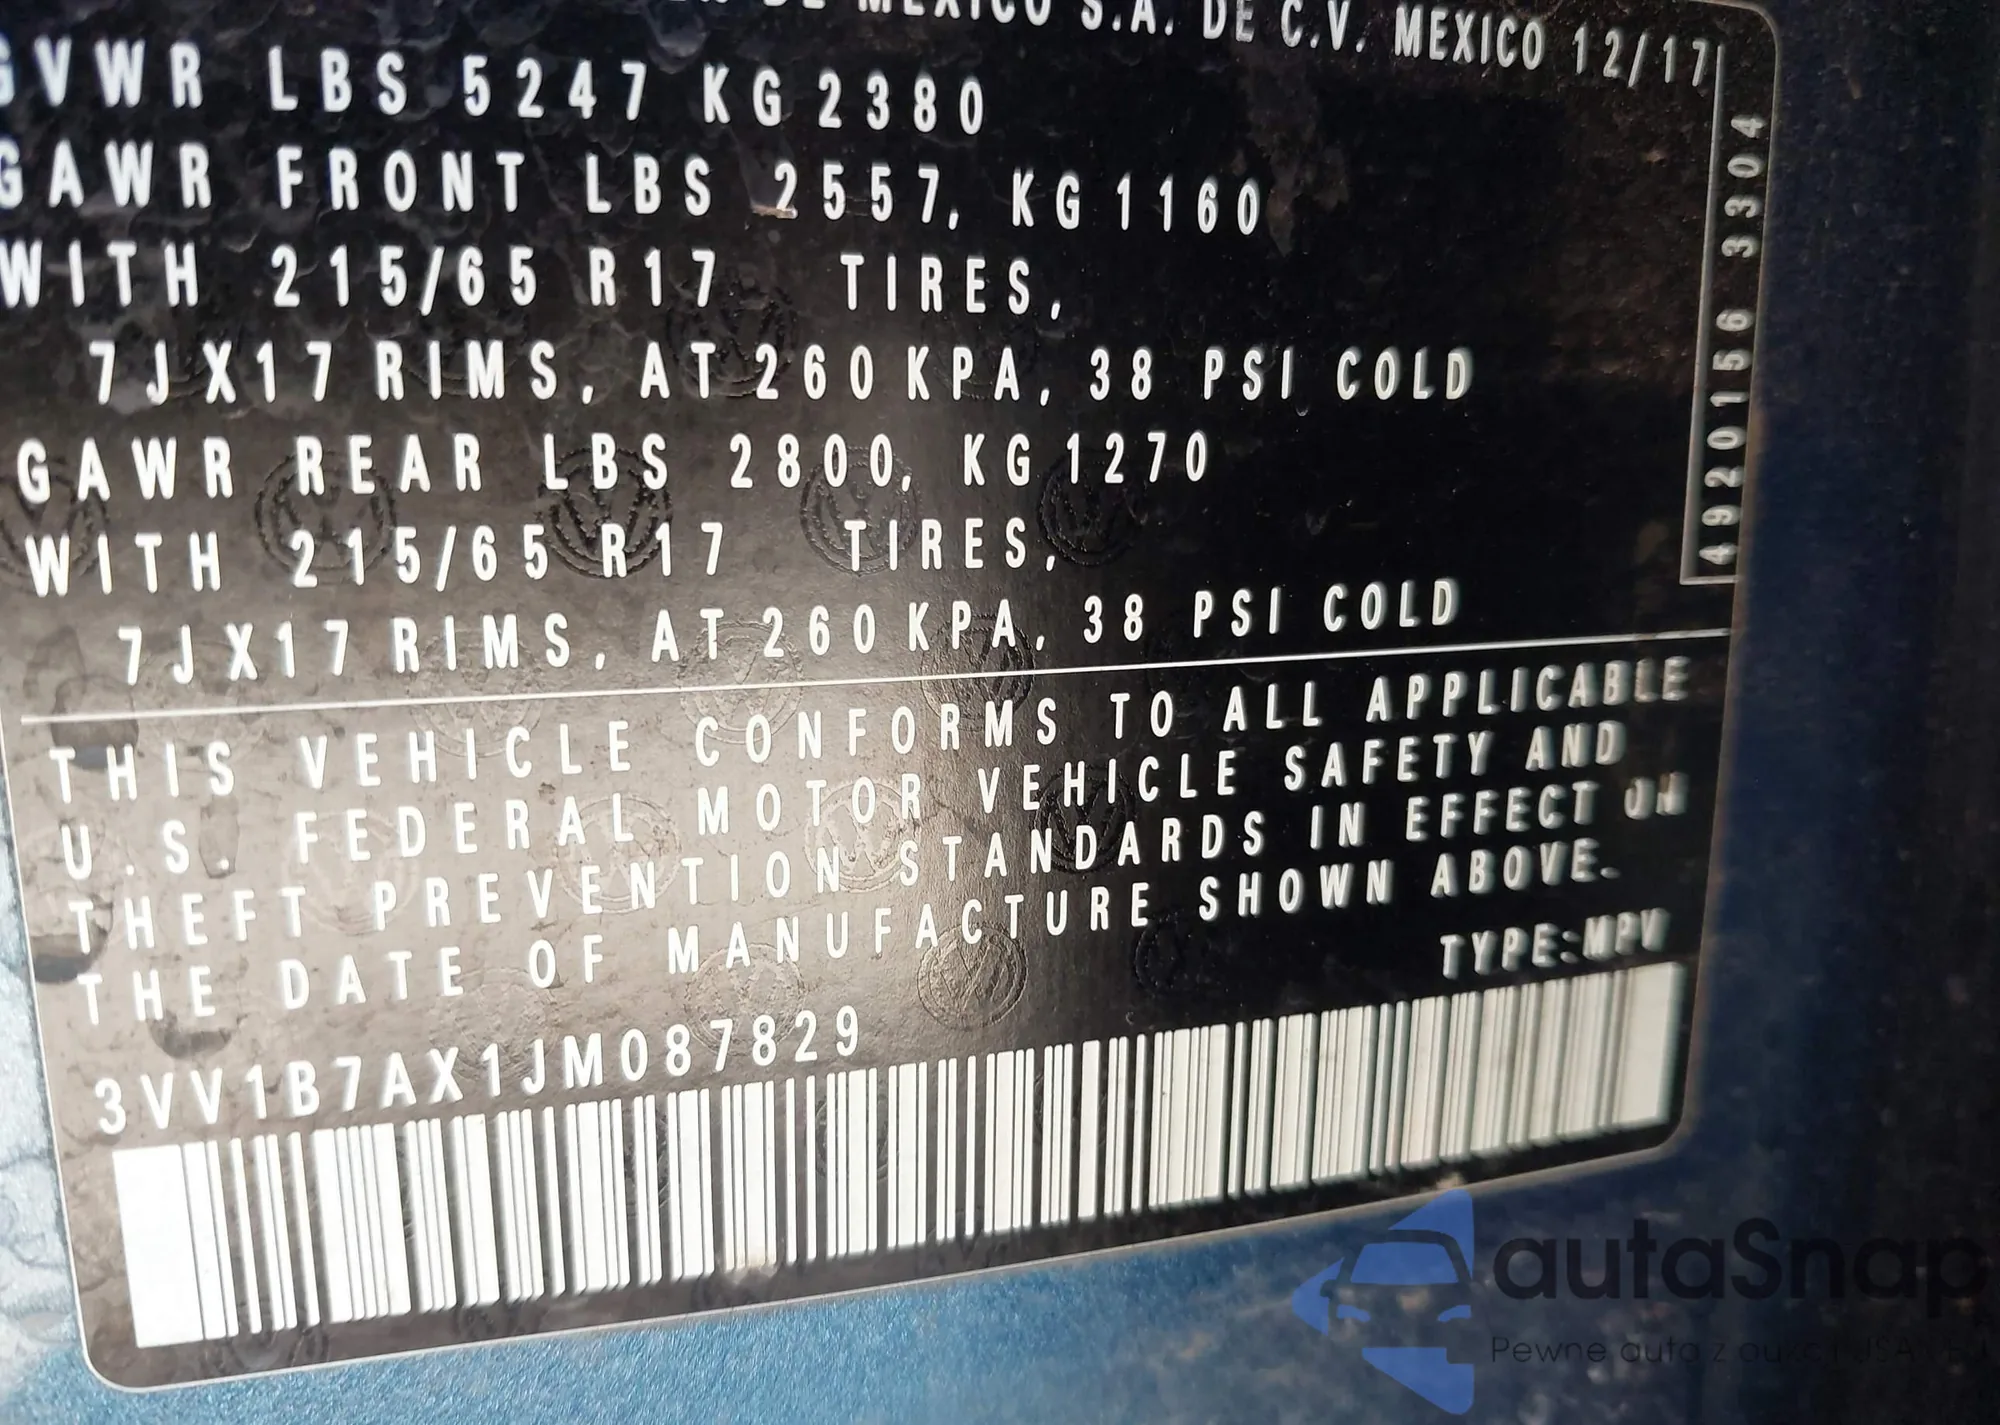 DE MEXICO S.A. DE C.V. MEXICO 12/17
GVWR LBS 5247 KG 2380
GAWR FRONT LBS 2557, KG 1160
WITH 215/65 R17 TIRES,
7JX17 RIMS, AT 260 KPA, 38 PSI COLD
GAWR REAR LBS 2800, KG 1270
WITH 215/65 R17 TIRES,
7JX17 RIMS, AT 260 KPA, 38 PSI COLD
4920156 3304
THIS VEHICLE CONFORMS TO ALL APPLICABLE
U.S. FEDERAL MOTOR VEHICLE SAFETY AND
THEFT PREVENTION STANDARDS IN EFFECT ON
THE DATE OF MANUFACTURE SHOWN ABOVE.
TYPE:MPV
3VV1B7AX1JM087829
autaSnap
Pewne auta z aukcji USA